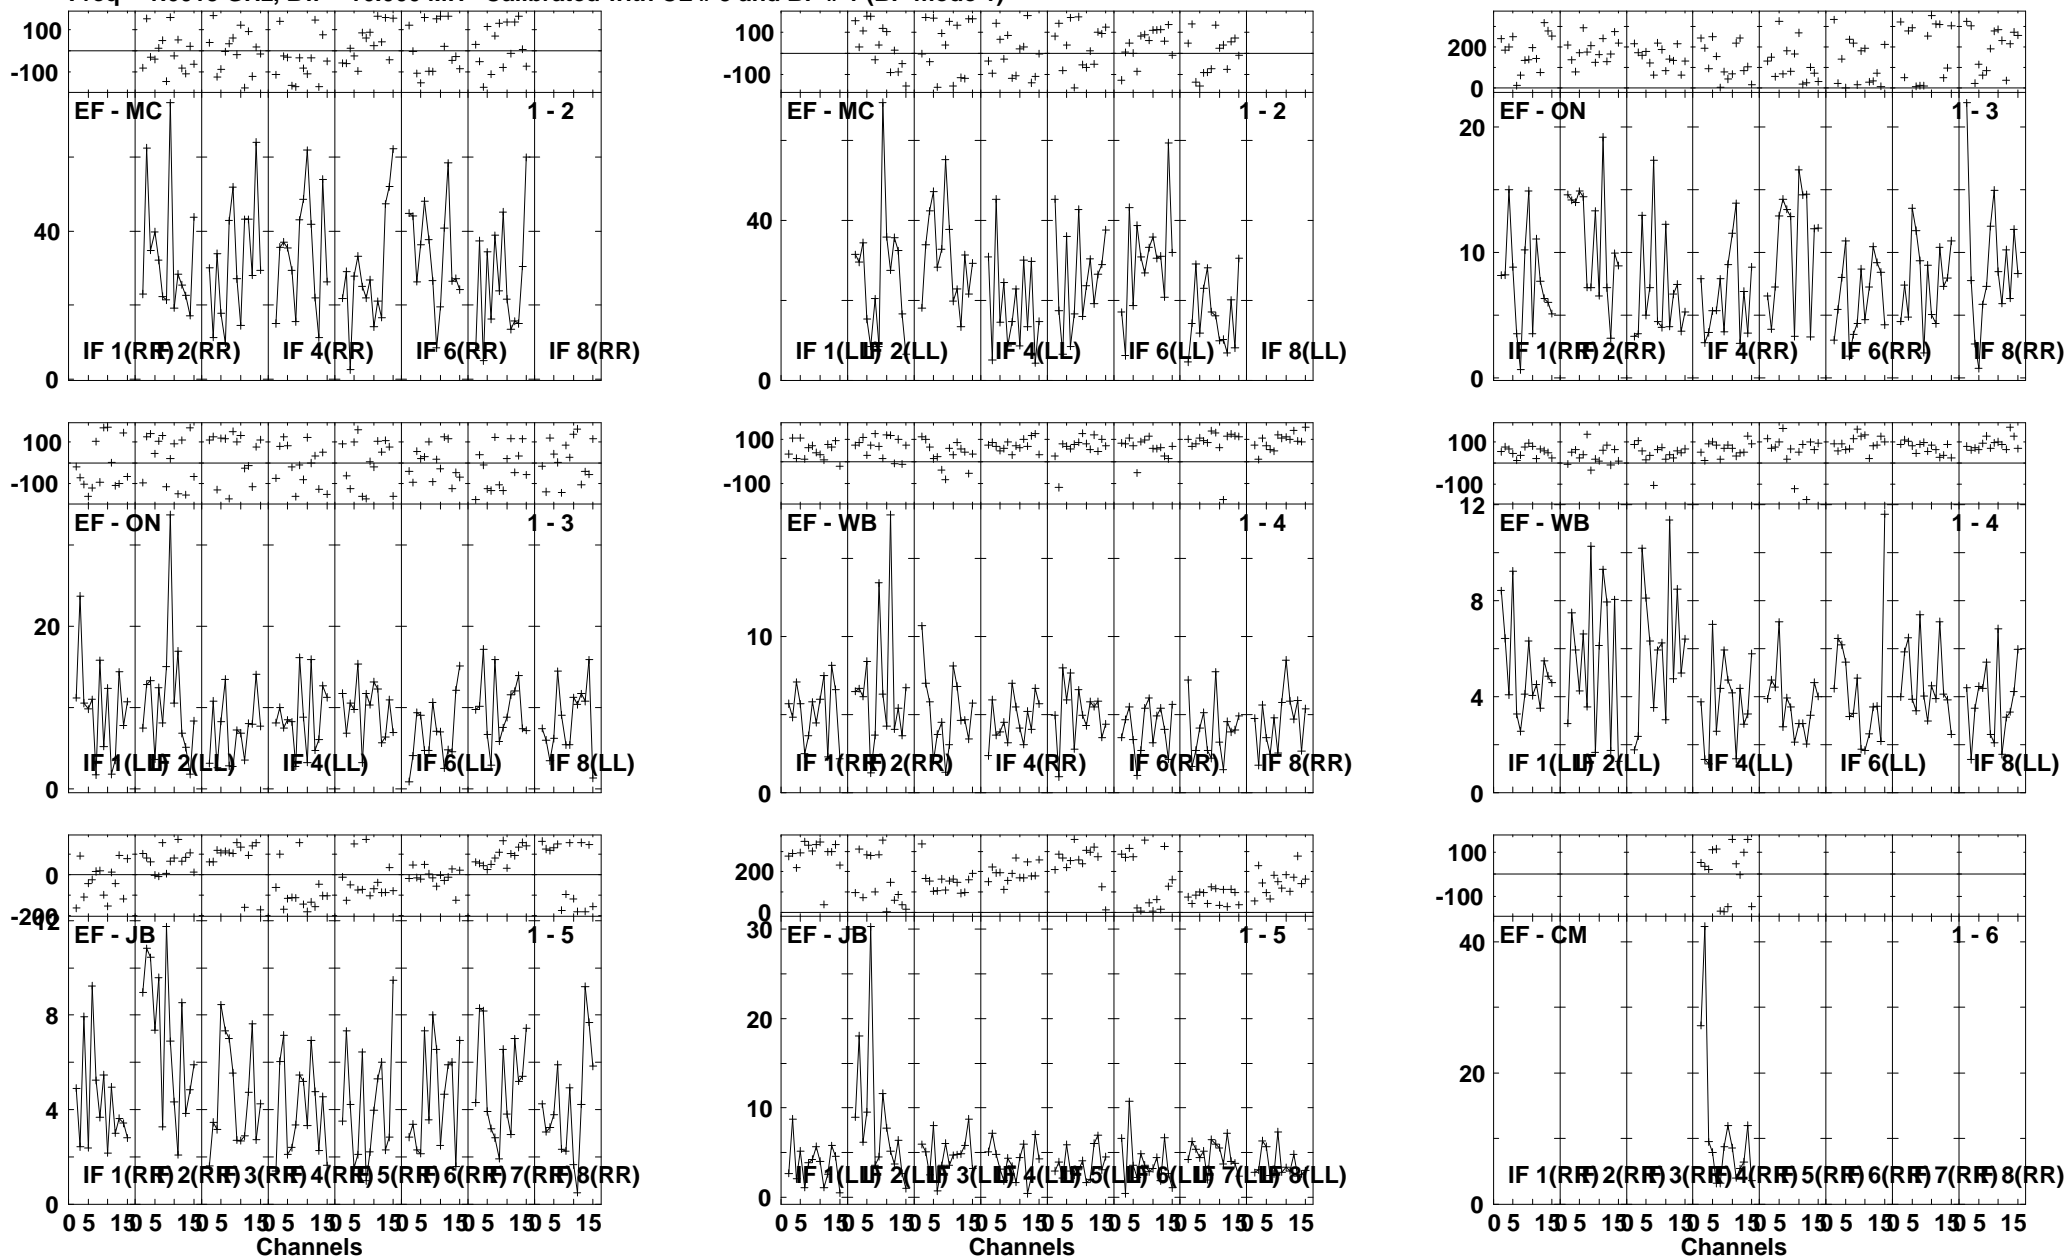 100
-100
EF - MC 1 - 2
40
0
IF 1(RR) IF 2(RR) IF 4(RR) IF 6(RR) IF 8(RR)
100
-100
EF - MC 1 - 2
40
0
IF 1(LL) IF 2(LL) IF 4(LL) IF 6(LL) IF 8(LL)
200
0
EF - ON 1 - 3
20
10
0
IF 1(RR) IF 2(RR) IF 4(RR) IF 6(RR) IF 8(RR)
100
-100
EF - ON 1 - 3
20
0
IF 1(LL) IF 2(LL) IF 4(LL) IF 6(LL) IF 8(LL)
100
-100
EF - WB 1 - 4
10
0
IF 1(RR) IF 2(RR) IF 4(RR) IF 6(RR) IF 8(RR)
100
-100
12
EF - WB 1 - 4
8
4
0
IF 1(LL) IF 2(LL) IF 4(LL) IF 6(LL) IF 8(LL)
0
-200
12
EF - JB 1 - 5
8
4
0
IF 1(RR) IF 2(RR) IF 3(RR) IF 4(RR) IF 5(RR) IF 6(RR) IF 7(RR) IF 8(RR)
0 5 15 0 5 15 0 5 15 0 5 15 0 5 15 0 5 15 0 5 15 0 5 15
Channels
200
0
EF - JB 1 - 5
30
20
10
0
IF 1(LL) IF 2(LL) IF 3(LL) IF 4(LL) IF 5(LL) IF 6(LL) IF 7(LL) IF 8(LL)
0 5 15 0 5 15 0 5 15 0 5 15 0 5 15 0 5 15 0 5 15 0 5 15
Channels
100
-100
EF - CM 1 - 6
40
20
0
IF 1(RR) IF 2(RR) IF 3(RR) IF 4(RR) IF 5(RR) IF 6(RR) IF 7(RR) IF 8(RR)
0 5 15 0 5 15 0 5 15 0 5 15 0 5 15 0 5 15 0 5 15 0 5 15
Channels